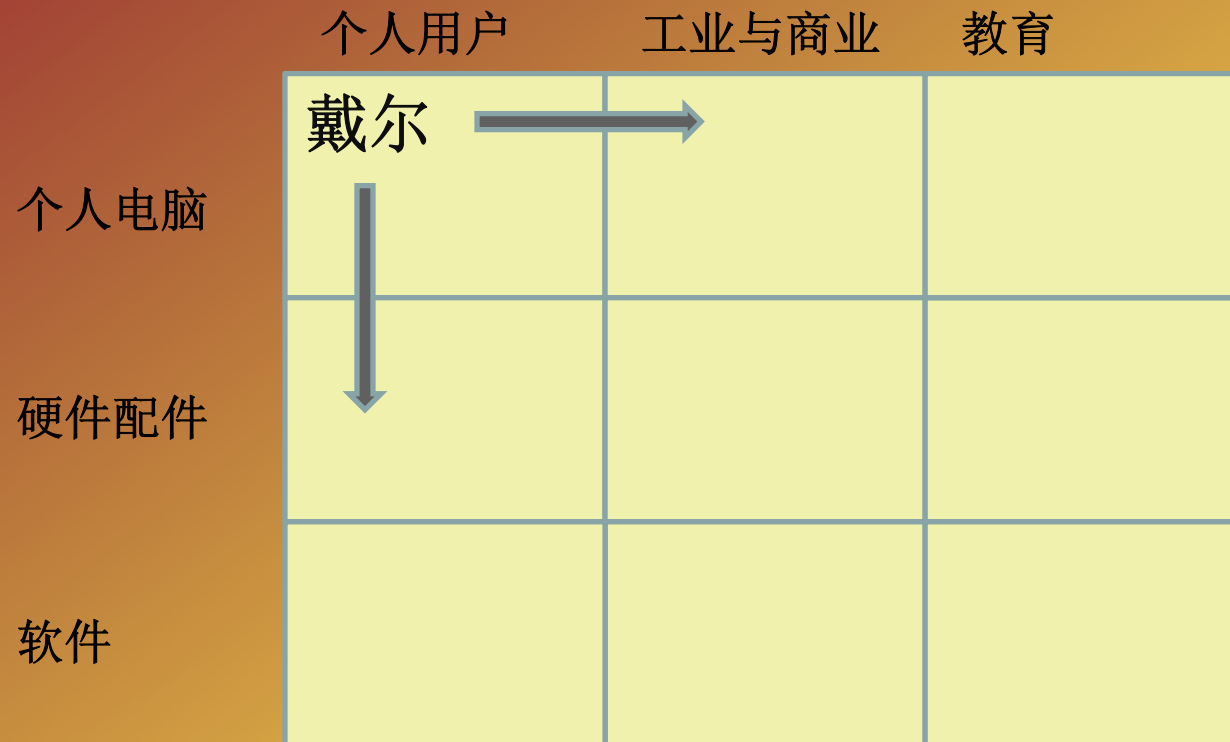 个人用户 工业与商业 教育
戴尔
个人电脑
硬件配件
软件